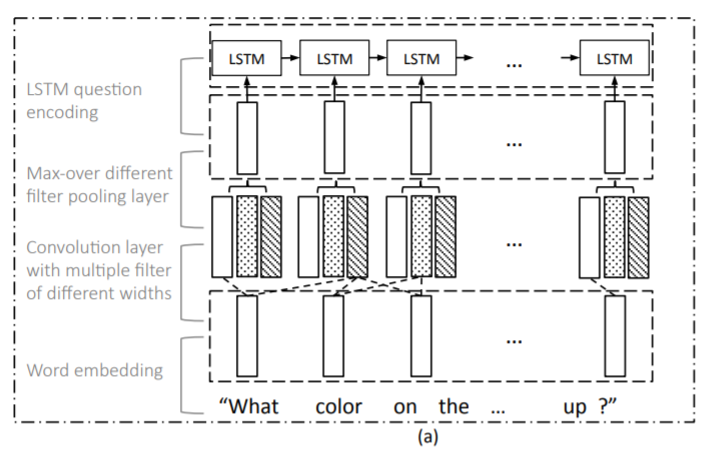 LSTM LSTM LSTM ... LSTM
LSTM question
encoding
...
Max-over different
filter pooling layer
...
Convolution layer
with multiple filter
of different widths
...
Word embedding
“What color on the ... up ?”
(a)